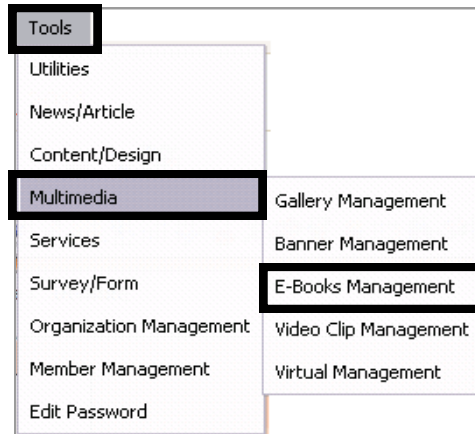 Tools
Utilities
News/Article
Content/Design
Multimedia
Services
Survey/Form
Organization Management
Member Management
Edit Password
Gallery Management
Banner Management
E-Books Management
Video Clip Management
Virtual Management